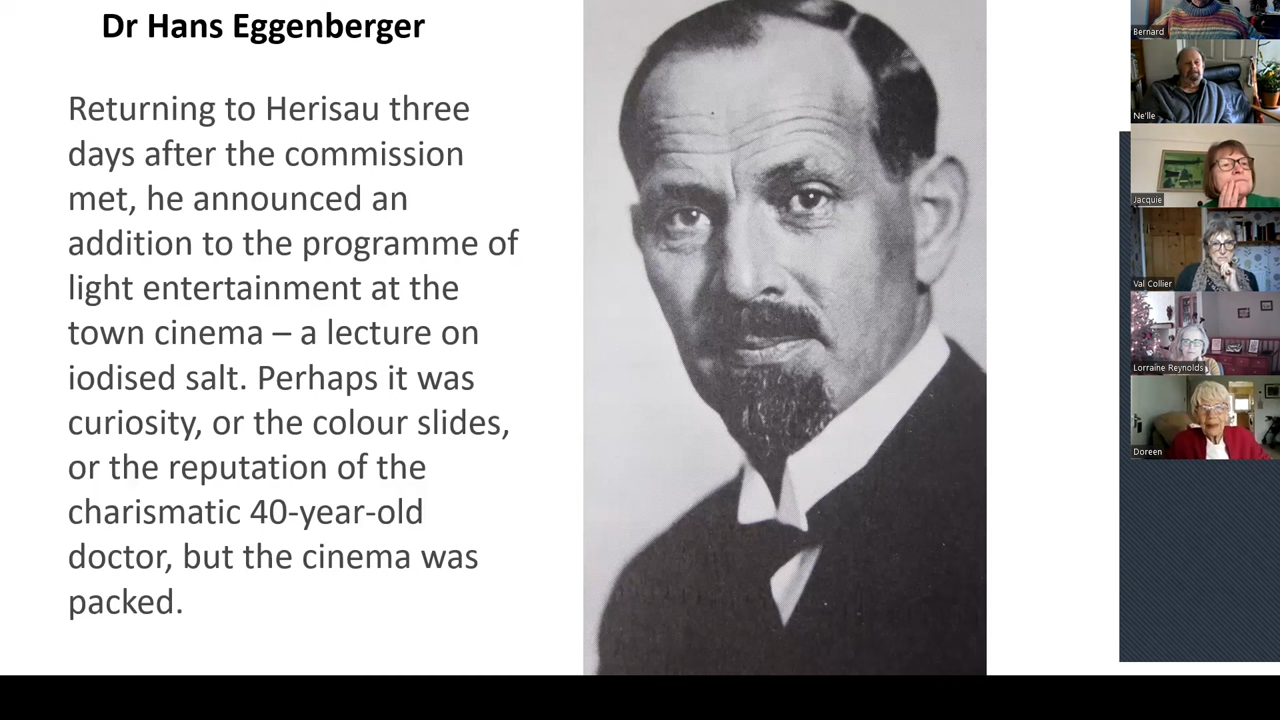 Dr Hans Eggenberger
Returning to Herisau three
days after the commission
met, he announced an
addition to the programme of
light entertainment at the
town cinema – a lecture on
iodised salt. Perhaps it was
curiosity, or the colour slides,
or the reputation of the
charismatic 40-year-old
doctor, but the cinema was
packed.
Bernard
Ne'lle
Jacquie
Val Collier
Lorraine Reynolds
Doreen